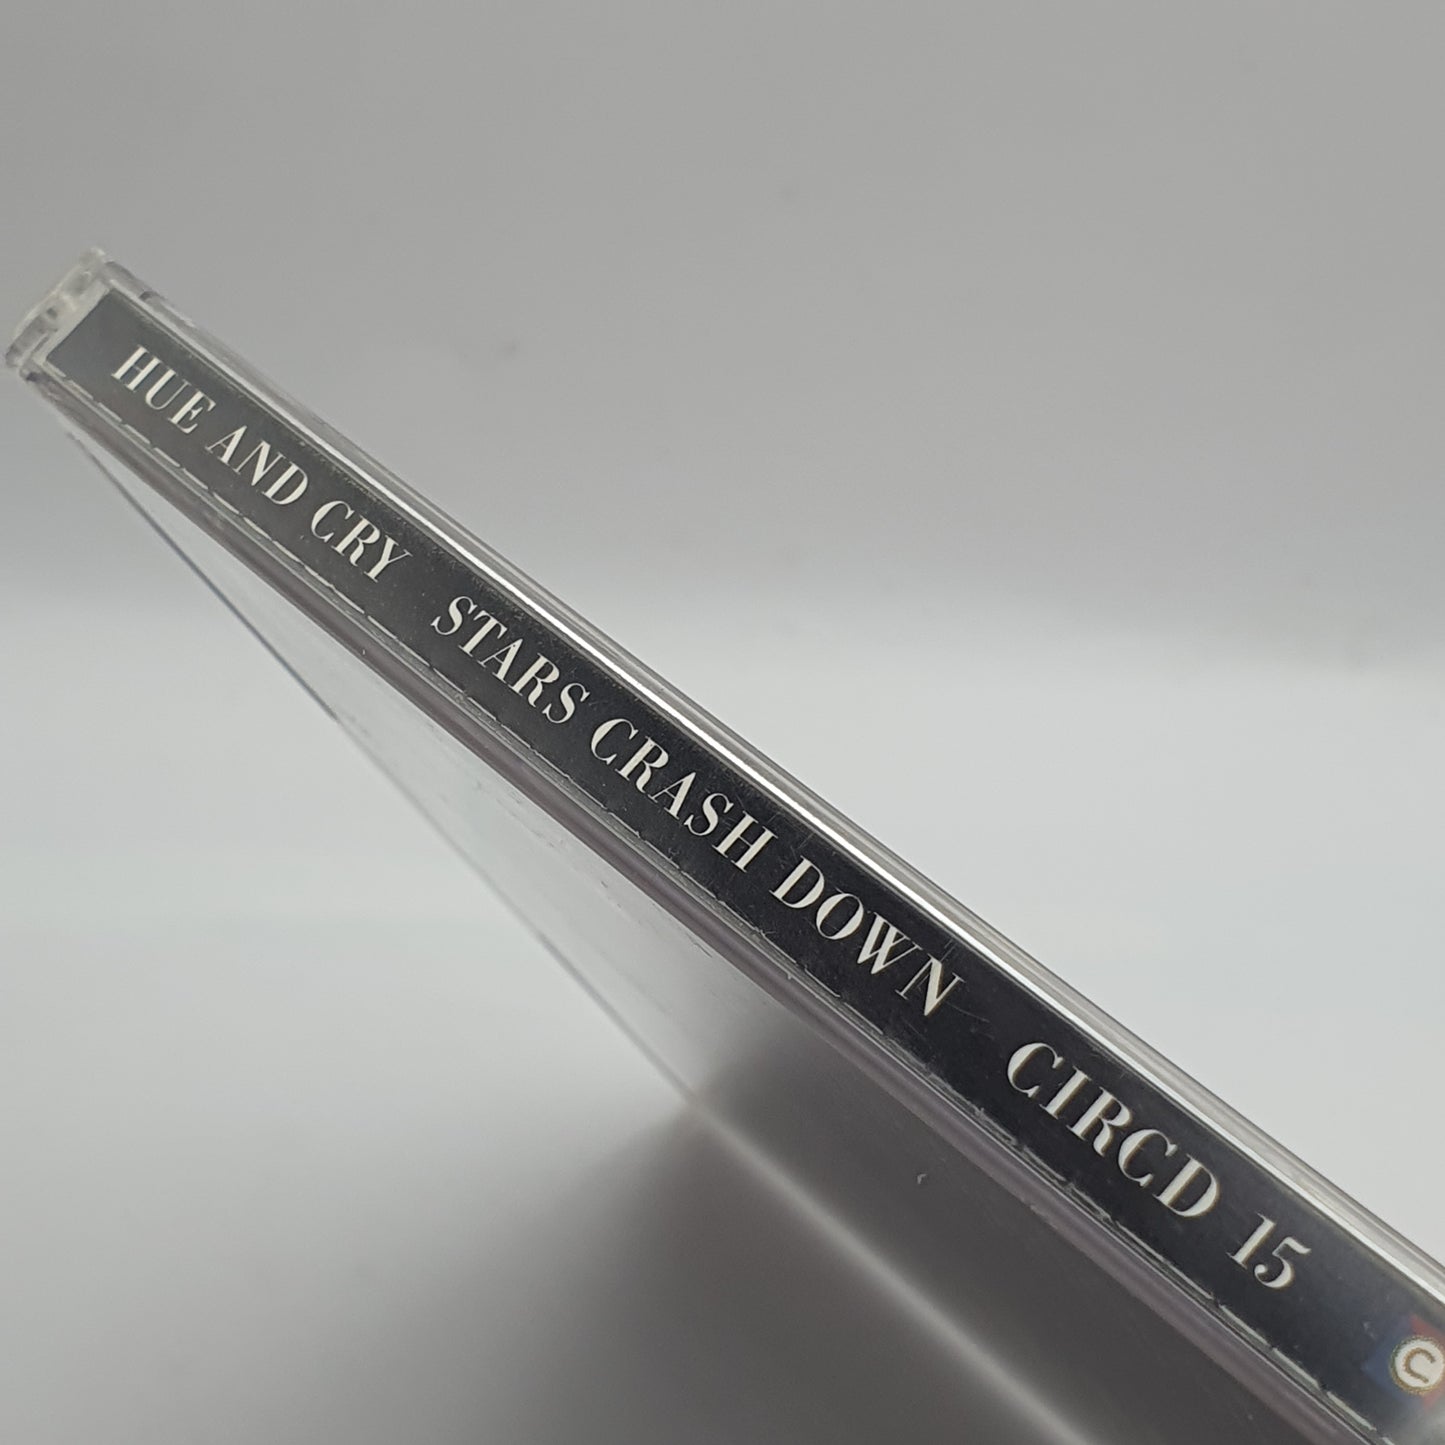 HUE AND CRY STARS CRASH DOWN CIRCD 15 C